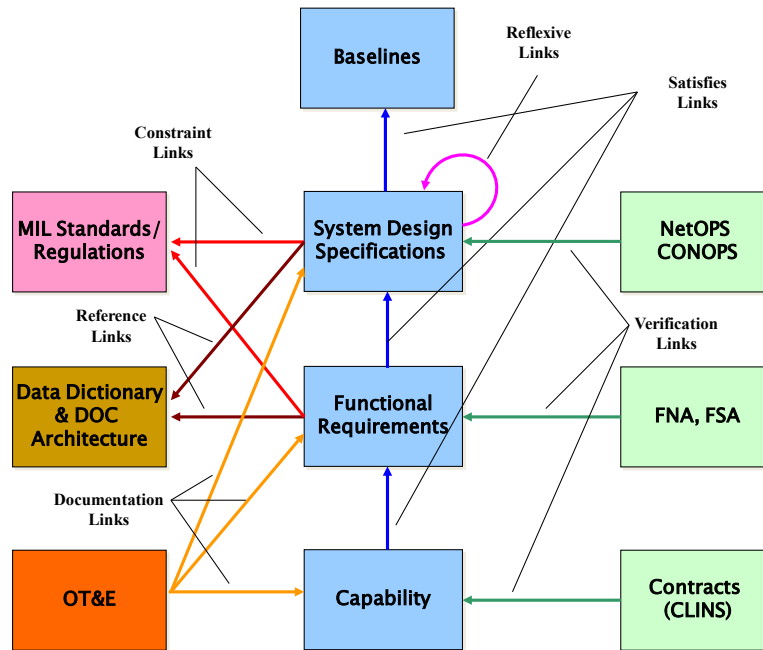 Reflexive
Links
Baselines
Satisfies
Links
Constraint
Links
MIL Standards/
Regulations
System Design
Specifications
NetOPS
CONOPS
Reference
Links
Verification
Links
Data Dictionary
& DOC
Architecture
Functional
Requirements
FNA, FSA
Documentation
Links
OT&E
Capability
Contracts
(CLINS)